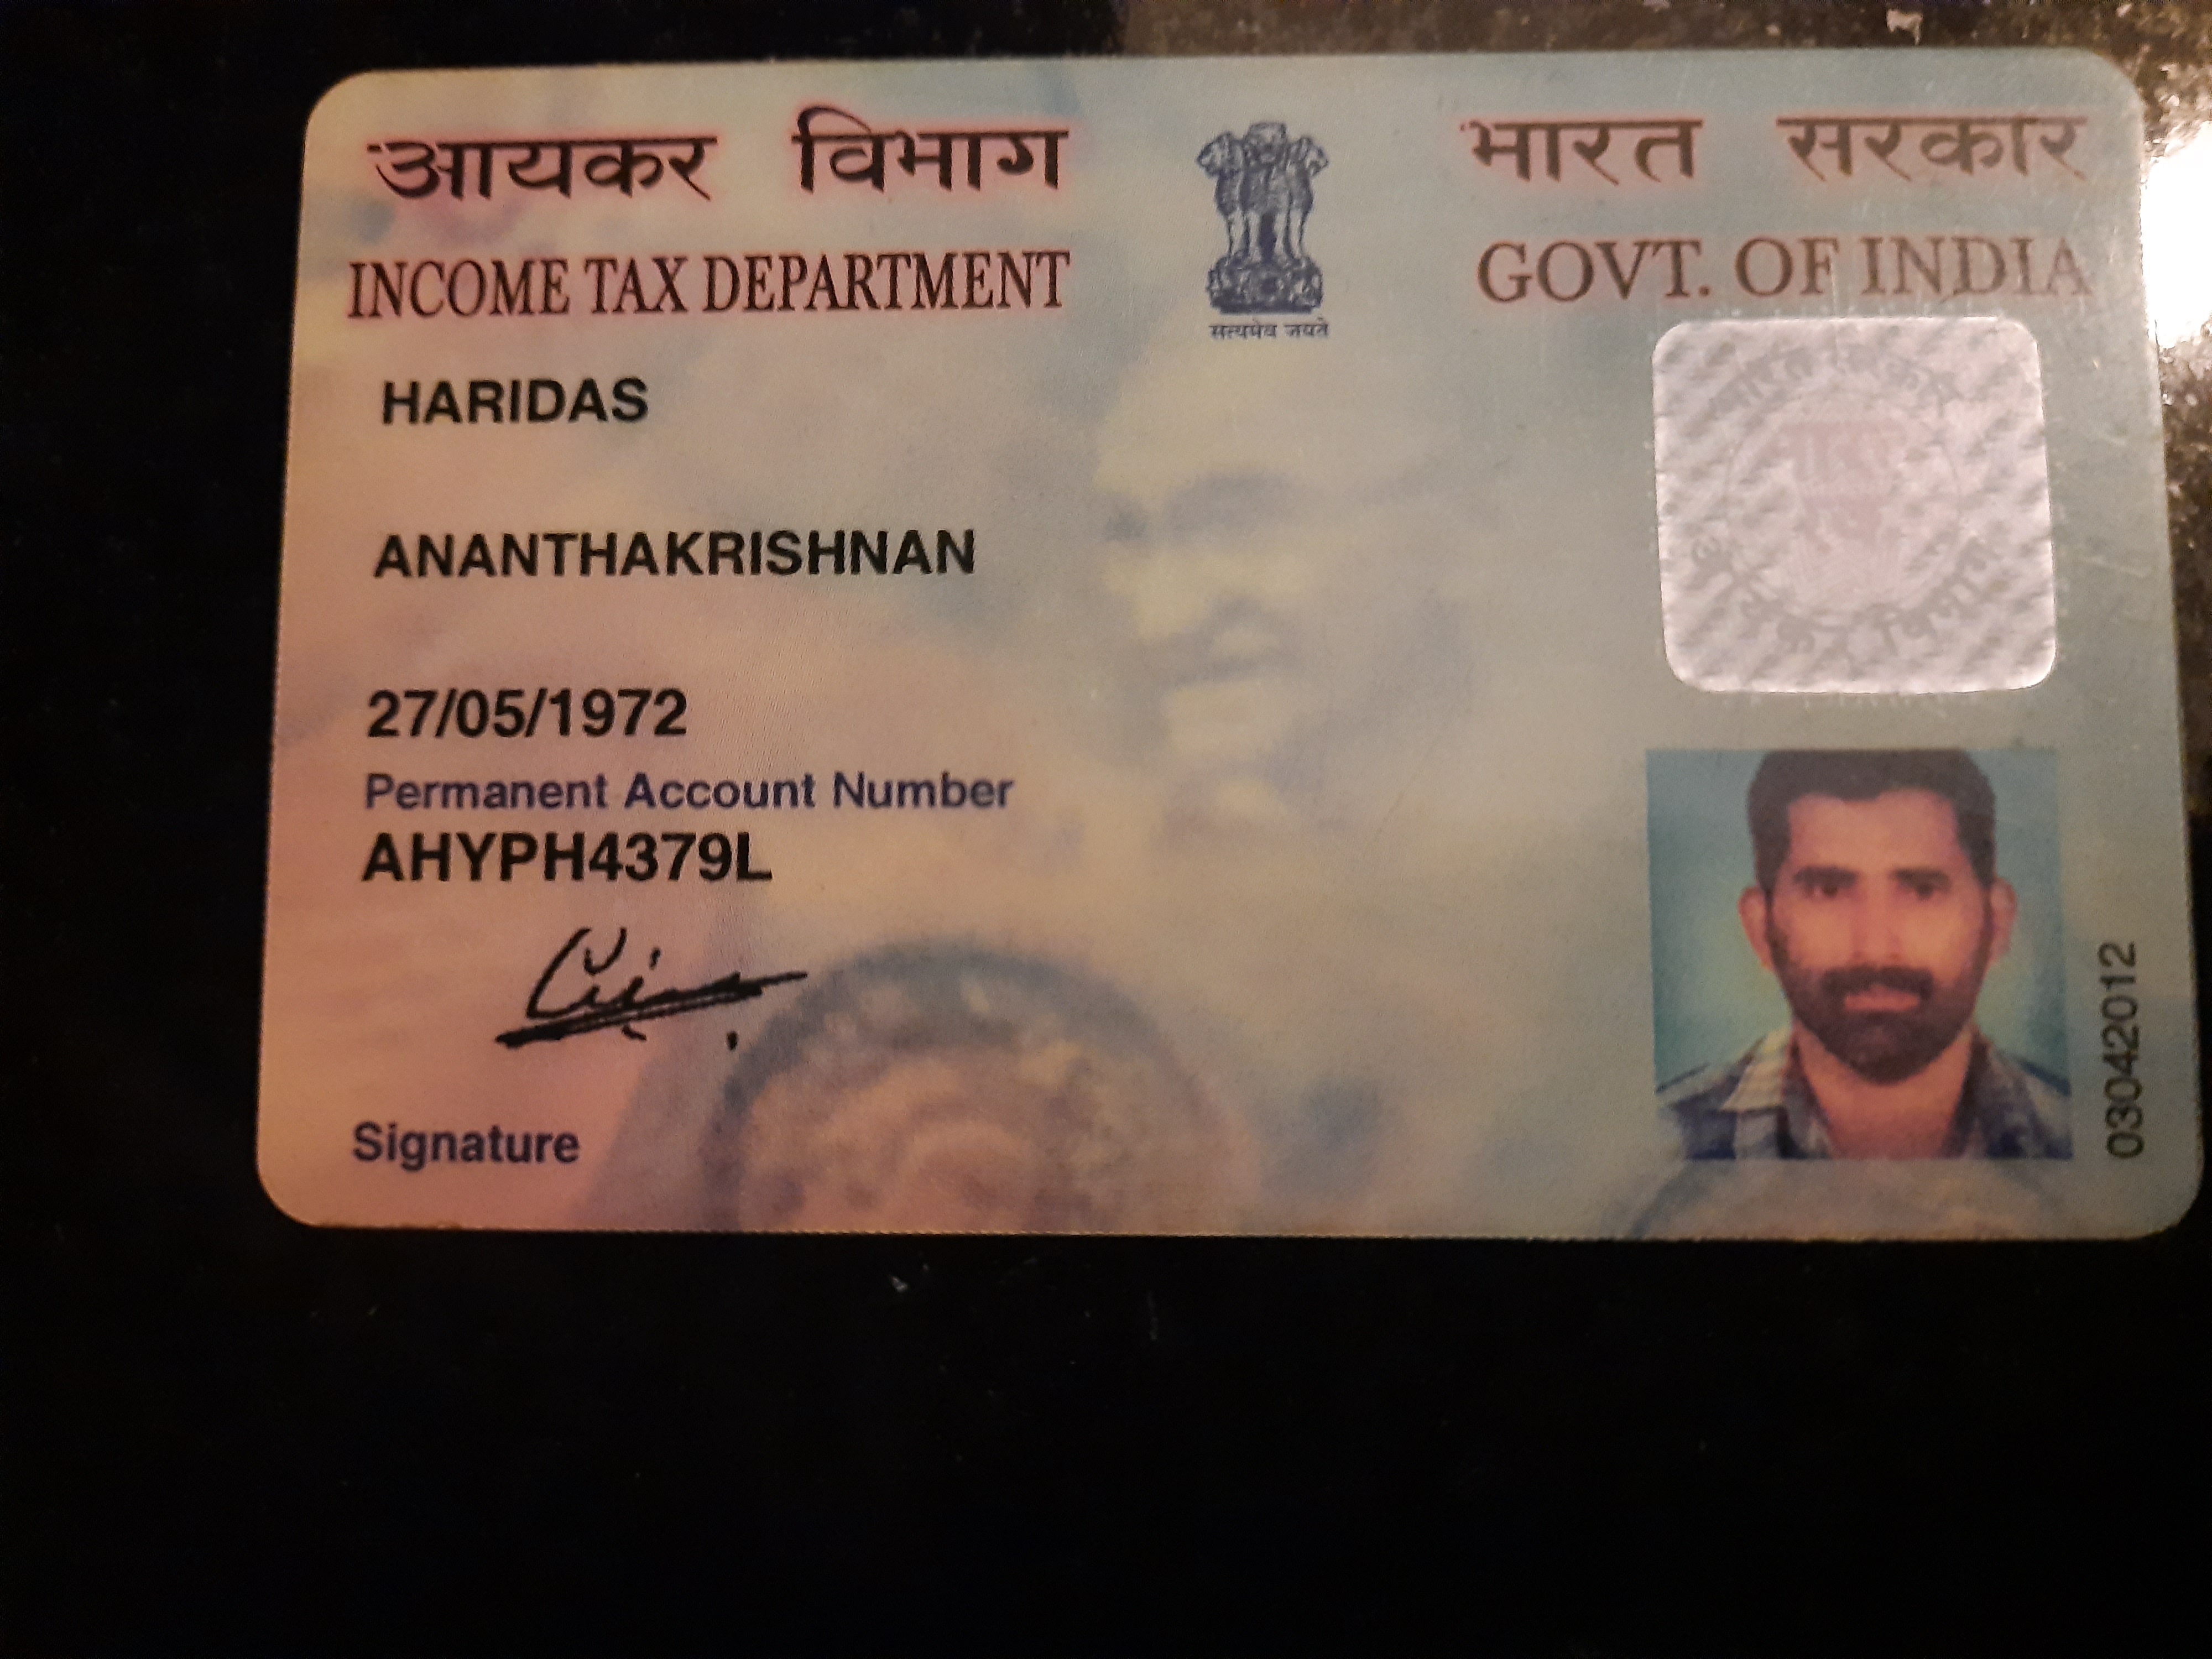 आयकर विभाग
INCOME TAX DEPARTMENT
सत्यमेव जयते
भारत सरकार
GOVT. OF INDIA
HARIDAS
ANANTHAKRISHNAN
27/05/1972
Permanent Account Number
AHYPH4379L
Signature
03042012